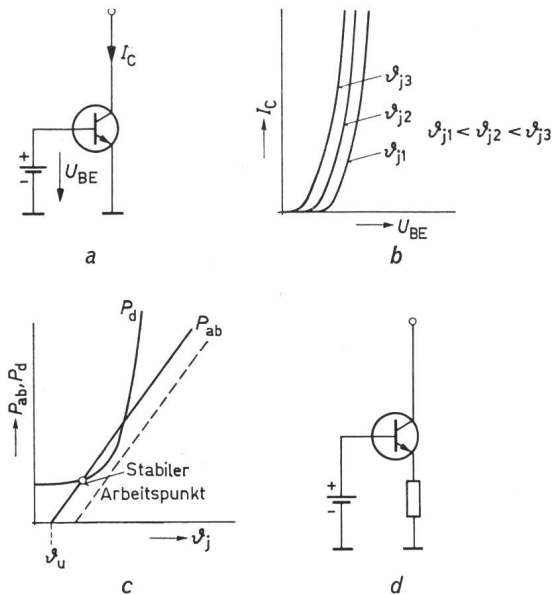 I_C
+
-
U_BE
a
I_C
ϑ_j3
ϑ_j2
ϑ_j1
ϑ_j1 < ϑ_j2 < ϑ_j3
U_BE
b
P_ab, P_d
P_d
P_ab
Stabiler
Arbeitspunkt
ϑ_u
ϑ_j
c
+
-
d